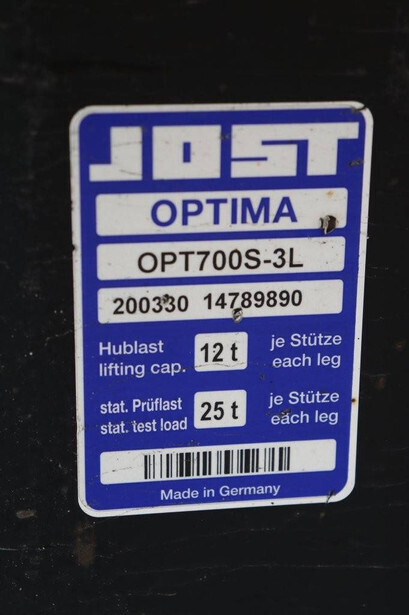 JOST
OPTIMA
OPT700S-3L
200330 14789890
Hublast 12 t je Stütze
lifting cap. each leg
stat. Prüflast 25 t je Stütze
stat. test load each leg
Made in Germany